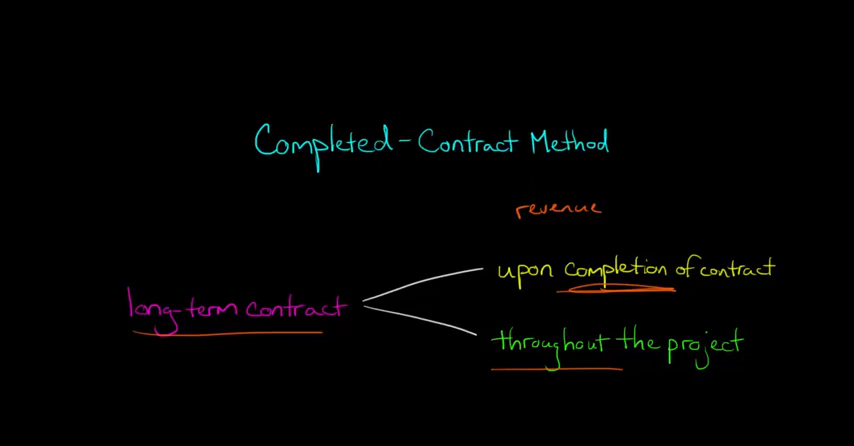 Completed-Contract Method
revenue
upon completion of contract
long-term contract
throughout the project